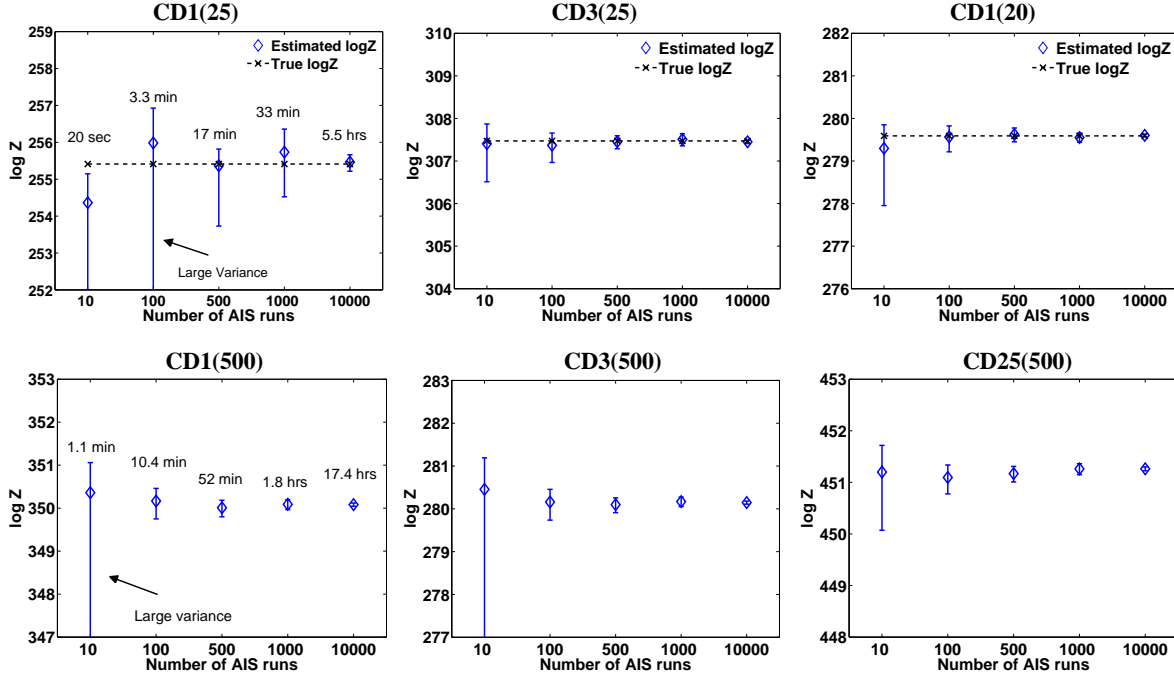 CD1(25)
259
258
257
256
255
254
253
252
log Z
Estimated logZ
True logZ
20 sec
3.3 min
17 min
33 min
5.5 hrs
Large Variance
10
100
500
1000
10000
Number of AIS runs
CD3(25)
310
309
308
307
306
305
304
log Z
Estimated logZ
True logZ
10
100
500
1000
10000
Number of AIS runs
CD1(20)
282
281
280
279
278
277
276
log Z
Estimated logZ
True logZ
10
100
500
1000
10000
Number of AIS runs
CD1(500)
353
352
351
350
349
348
347
log Z
1.1 min
10.4 min
52 min
1.8 hrs
17.4 hrs
Large variance
10
100
500
1000
10000
Number of AIS runs
CD3(500)
283
282
281
280
279
278
277
log Z
10
100
500
1000
10000
Number of AIS runs
CD25(500)
453
452
451
450
449
448
log Z
10
100
500
1000
10000
Number of AIS runs